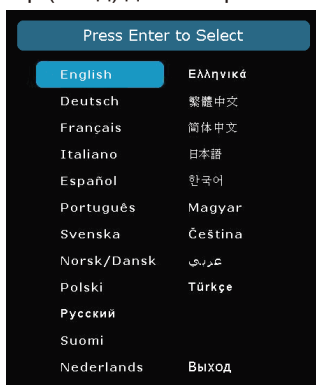 Press Enter to Select
English Ελληνικά
Deutsch 繁體中文
Français 简体中文
Italiano 日本語
Español 한국어
Português Magyar
Svenska Čeština
Norsk/Dansk عربي
Polski Türkçe
Русский
Suomi
Nederlands Выход